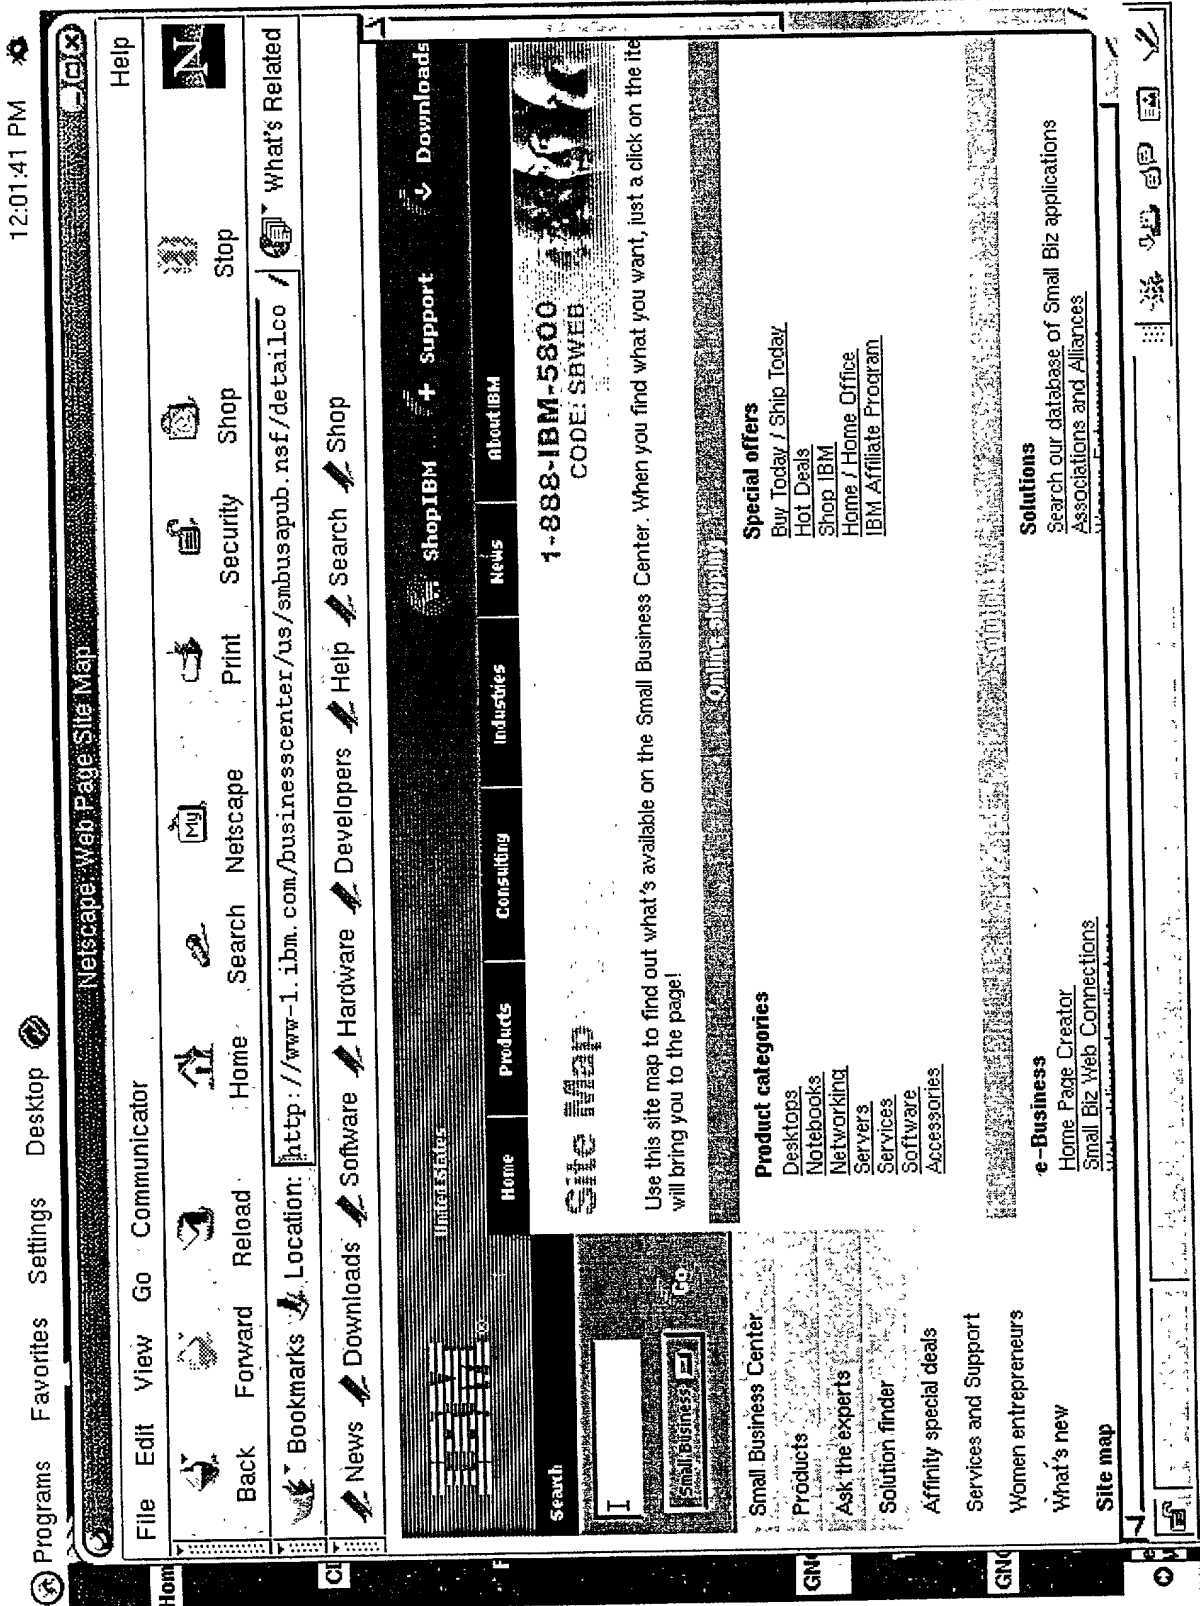 Programs Favorites Settings Desktop 12:01:41 PM
Netscape: Web Page Site Map
File Edit View Go Communicator Help
Back Forward Reload Home Search Netscape Print Security Shop Stop
My
N
Bookmarks Location: http://www-1.ibm.com/businesscenter/us/smbusapub.nsf/detailco What's Related
News Downloads Software Hardware Developers Help Search Shop
IBM
United States
ShopIBM Support Downloads
Home Products Consulting Industries News About IBM
Search
Small Business
Go
Site Map
1-888-IBM-5800
CODE: SBWEB
Use this site map to find out what's available on the Small Business Center. When you find what you want, just a click on the ite
will bring you to the page!
Online Shopping
Small Business Center
Products
Ask the experts
Solution finder
Affinity special deals
Services and Support
Women entrepreneurs
What's new
Site map
Product categories
Desktops
Notebooks
Networking
Servers
Services
Software
Accessories
Special offers
Buy Today / Ship Today
Hot Deals
Shop IBM
Home / Home Office
IBM Affiliate Program
e-Business
Home Page Creator
Small Biz Web Connections
Solutions
Search our database of Small Biz applications
Associations and Alliances
Hom
GNO
GNO